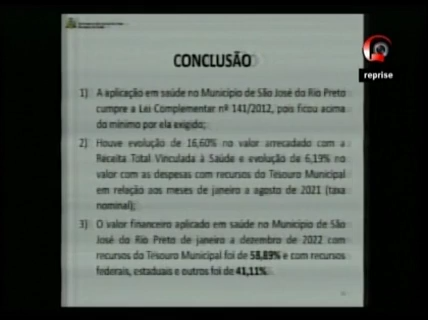 CONCLUSÃO
reprise
1) A aplicação em saúde no Município de São José do Rio Preto
cumpre a Lei Complementar nº 141/2012, pois ficou acima
do mínimo por ela exigido;
2) Houve evolução de 16,60% no valor arrecadado com a
Receita Total Vinculada à Saúde e evolução de 6,19% no
valor com as despesas com recursos do Tesouro Municipal
em relação aos meses de janeiro a agosto de 2021 (taxa
nominal);
3) O valor financeiro aplicado em saúde no Município de São
José do Rio Preto de janeiro a dezembro de 2022 com
recursos do Tesouro Municipal foi de 58,89% e com recursos
federais, estaduais e outros foi de 41,11%